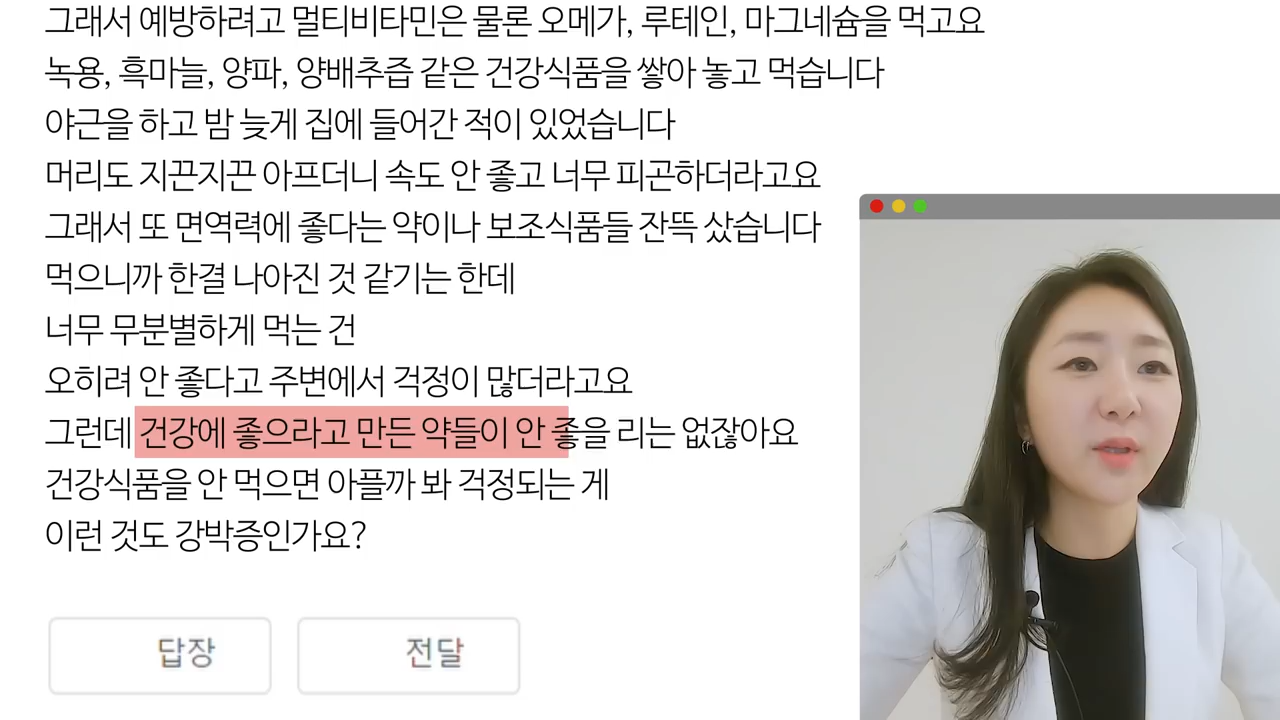 그래서 예방하려고 멀티비타민은 물론 오메가, 루테인, 마그네슘을 먹고요
녹용, 흑마늘, 양파, 양배추즙 같은 건강식품을 쌓아 놓고 먹습니다
야근을 하고 밤 늦게 집에 들어간 적이 있었습니다
머리도 지끈지끈 아프더니 속도 안 좋고 너무 피곤하더라고요
그래서 또 면역력에 좋다는 약이나 보조식품들 잔뜩 샀습니다
먹으니까 한결 나아진 것 같기는 한데
너무 무분별하게 먹는 건
오히려 안 좋다고 주변에서 걱정이 많더라고요
그런데 건강에 좋으라고 만든 약들이 안 좋을 리는 없잖아요
건강식품을 안 먹으면 아플까 봐 걱정되는 게
이런 것도 강박증인가요?
답장
전달